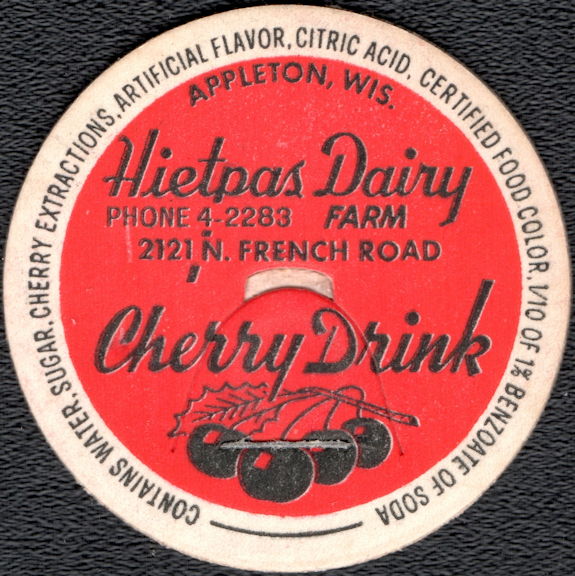 CONTAINS WATER, SUGAR, CHERRY EXTRACTIONS, ARTIFICIAL FLAVOR, CITRIC ACID, CERTIFIED FOOD COLOR, 1/10 OF 1% BENZOATE OF SODA
APPLETON, WIS.
Hietpas Dairy
PHONE 4-2283 FARM
2121 N. FRENCH ROAD
Cherry Drink